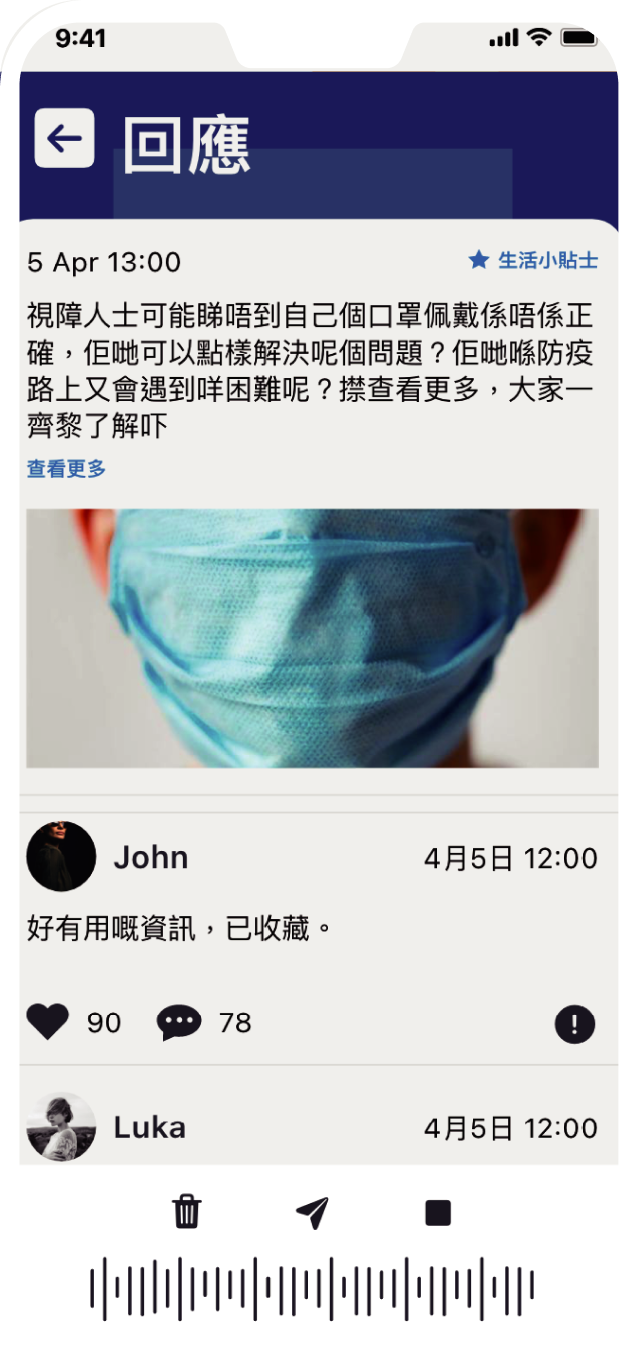 9:41
回應
5 Apr 13:00
生活小貼士
視障人士可能睇唔到自己個口罩佩戴係唔係正
確，佢哋可以點樣解決呢個問題？佢哋喺防疫
路上又會遇到咩困難呢？㩒查看更多，大家一
齊黎了解吓
查看更多
John
4月5日 12:00
好有用嘅資訊，已收藏。
90
78
Luka
4月5日 12:00